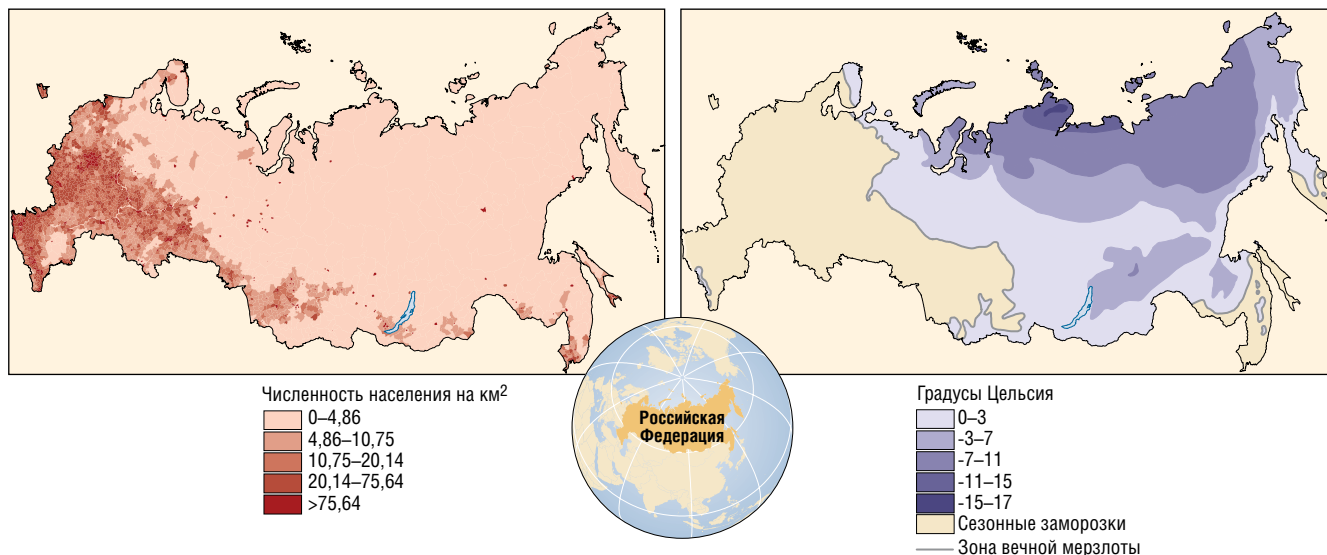 Численность населения на км²
0–4,86
4,86–10,75
10,75–20,14
20,14–75,64
>75,64
Российская
Федерация
Градусы Цельсия
0–3
-3–7
-7–11
-11–15
-15–17
Сезонные заморозки
Зона вечной мерзлоты